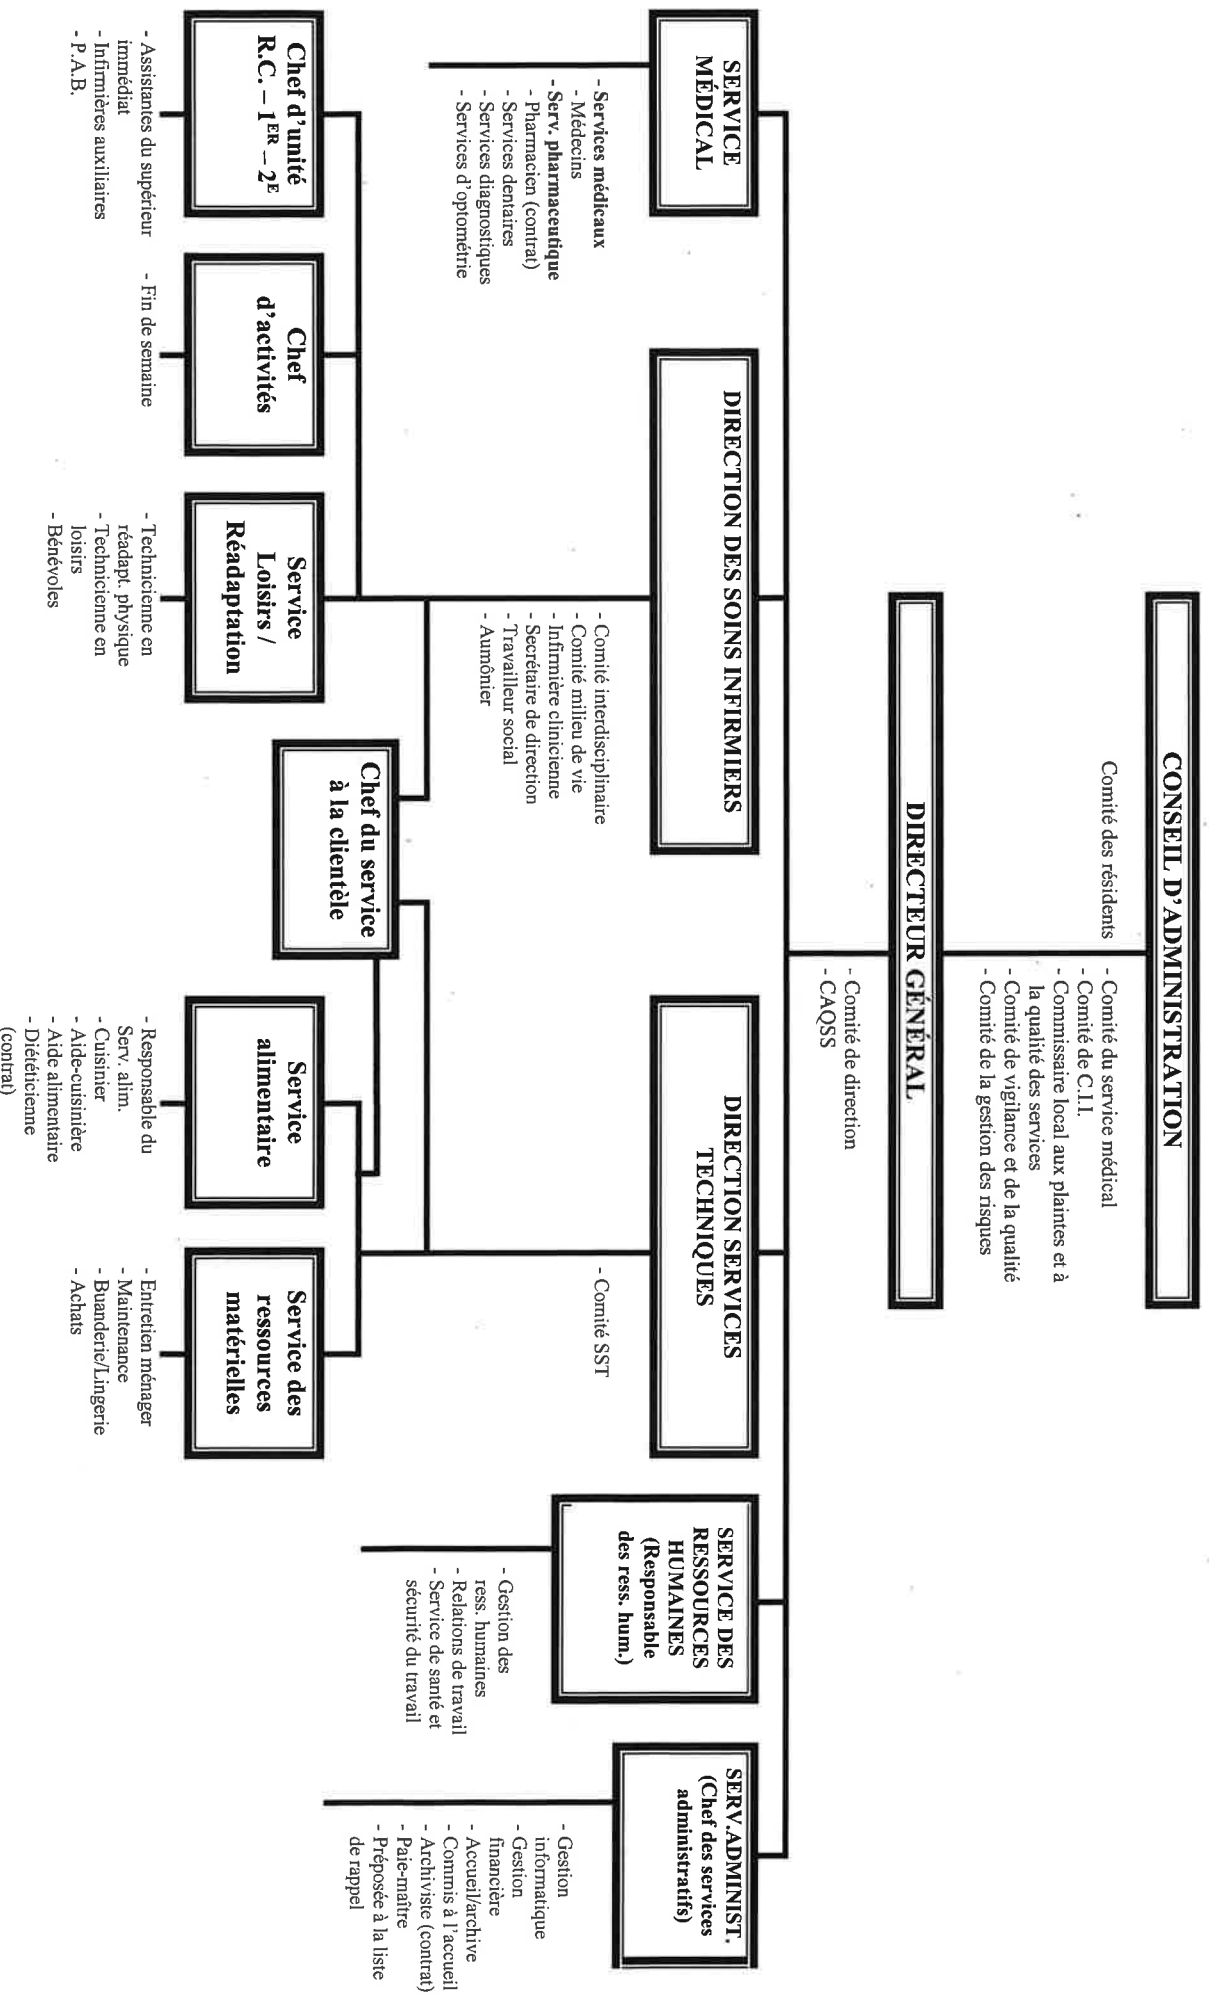 CONSEIL D'ADMINISTRATION
Comité des résidents
- Comité du service médical
- Comité de C.I.I.
- Commissaire local aux plaintes et à
la qualité des services
- Comité de vigilance et de la qualité
- Comité de la gestion des risques
DIRECTEUR GÉNÉRAL
- Comité de direction
- CAQSS
SERVICE
MÉDICAL
- Services médicaux
- Médecins
- Serv. pharmaceutique
- Pharmacien (contrat)
- Services dentaires
- Services diagnostiques
- Services d'optométrie
DIRECTION DES SOINS INFIRMIERS
- Comité interdisciplinaire
- Comité milieu de vie
- Infirmière clinicienne
- Secrétaire de direction
- Travailleur social
- Aumônier
DIRECTION SERVICES
TECHNIQUES
- Comité SST
SERVICE DES
RESSOURCES
HUMAINES
(Responsable
des ress. hum.)
- Gestion des
ress. humaines
- Relations de travail
- Service de santé et
sécurité du travail
SERV.ADMINIST.
(Chef des services
administratifs)
- Gestion
informatique
- Gestion
financière
- Accueil/archive
- Commis à l'accueil
- Archiviste (contrat)
- Paie-maître
- Préposée à la liste
de rappel
Chef du service
à la clientèle
Chef d'unité
R.C. – 1ER – 2E
- Assistantes du supérieur
immédiat
- Infirmières auxiliaires
- P.A.B.
Chef
d'activités
- Fin de semaine
Service
Loisirs /
Réadaptation
- Technicienne en
réadapt. physique
- Technicienne en
loisirs
- Bénévoles
Service
alimentaire
- Responsable du
Serv. alim.
- Cuisinier
- Aide-cuisinière
- Aide alimentaire
- Diététicienne
(contrat)
Service des
ressources
matérielles
- Entretien ménager
- Maintenance
- Buanderie/Lingerie
- Achats